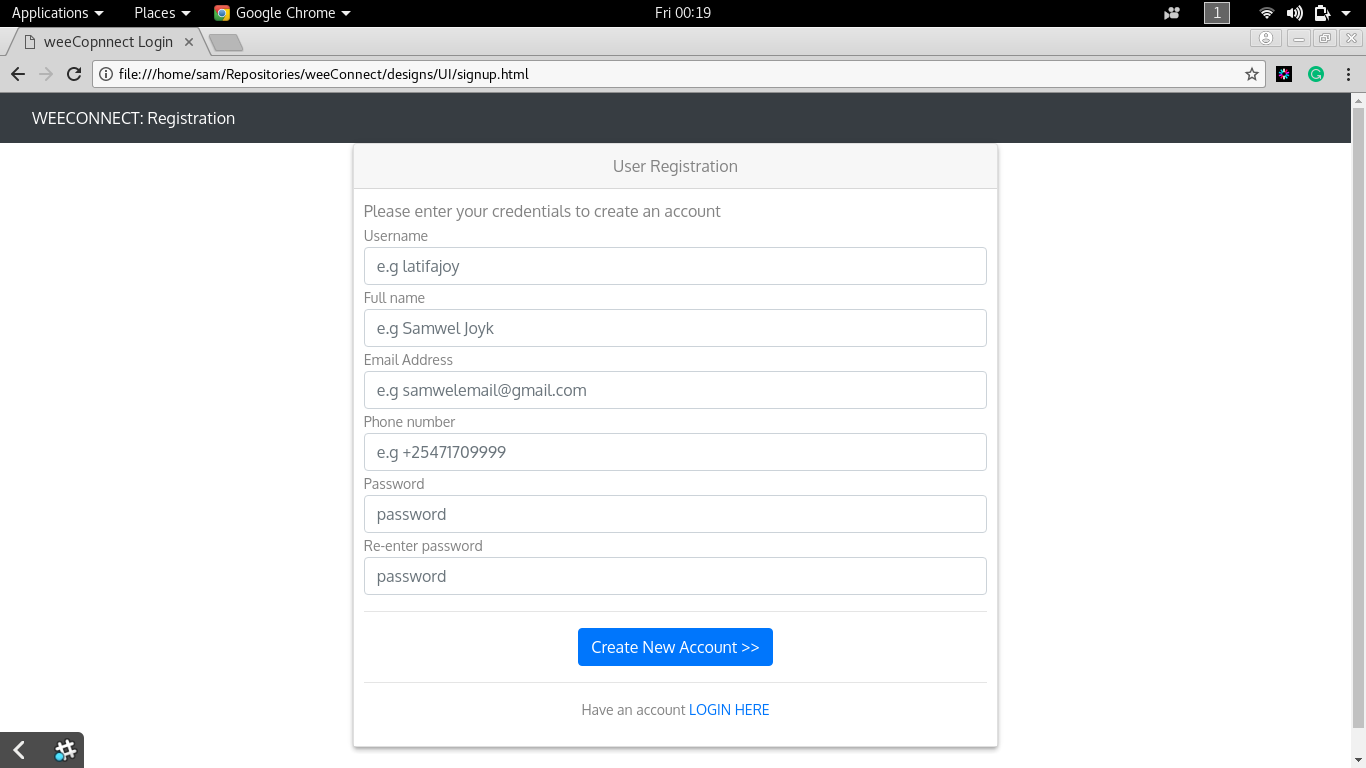 Applications Places Google Chrome Fri 00:19 1
weeCopnnect Login
file:///home/sam/Repositories/weeConnect/designs/UI/signup.html
WEECONNECT: Registration
User Registration
Please enter your credentials to create an account
Username
e.g latifajoy
Full name
e.g Samwel Joyk
Email Address
e.g samwelemail@gmail.com
Phone number
e.g +25471709999
Password
password
Re-enter password
password
Create New Account >>
Have an account LOGIN HERE